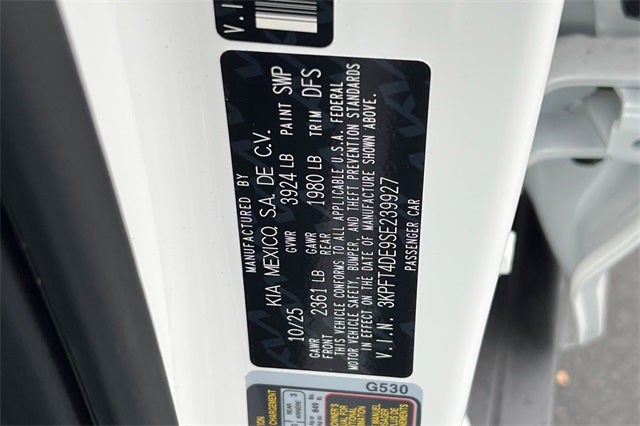 V.I.N
MANUFACTURED BY
KIA MEXICO, S.A. DE C.V.
10/25 GVWR 3924 LB PAINT SWP
GAWR FRONT 2361 LB GAWR REAR 1980 LB TRIM DFS
THIS VEHICLE CONFORMS TO ALL APPLICABLE U.S.A. FEDERAL
MOTOR VEHICLE SAFETY, BUMPER, AND THEFT PREVENTION STANDARDS
IN EFFECT ON THE DATE OF MANUFACTURE SHOWN ABOVE.
V.I.N. 3KPFT4DE9SE239927
PASSENGER CAR
G530
REAR
3